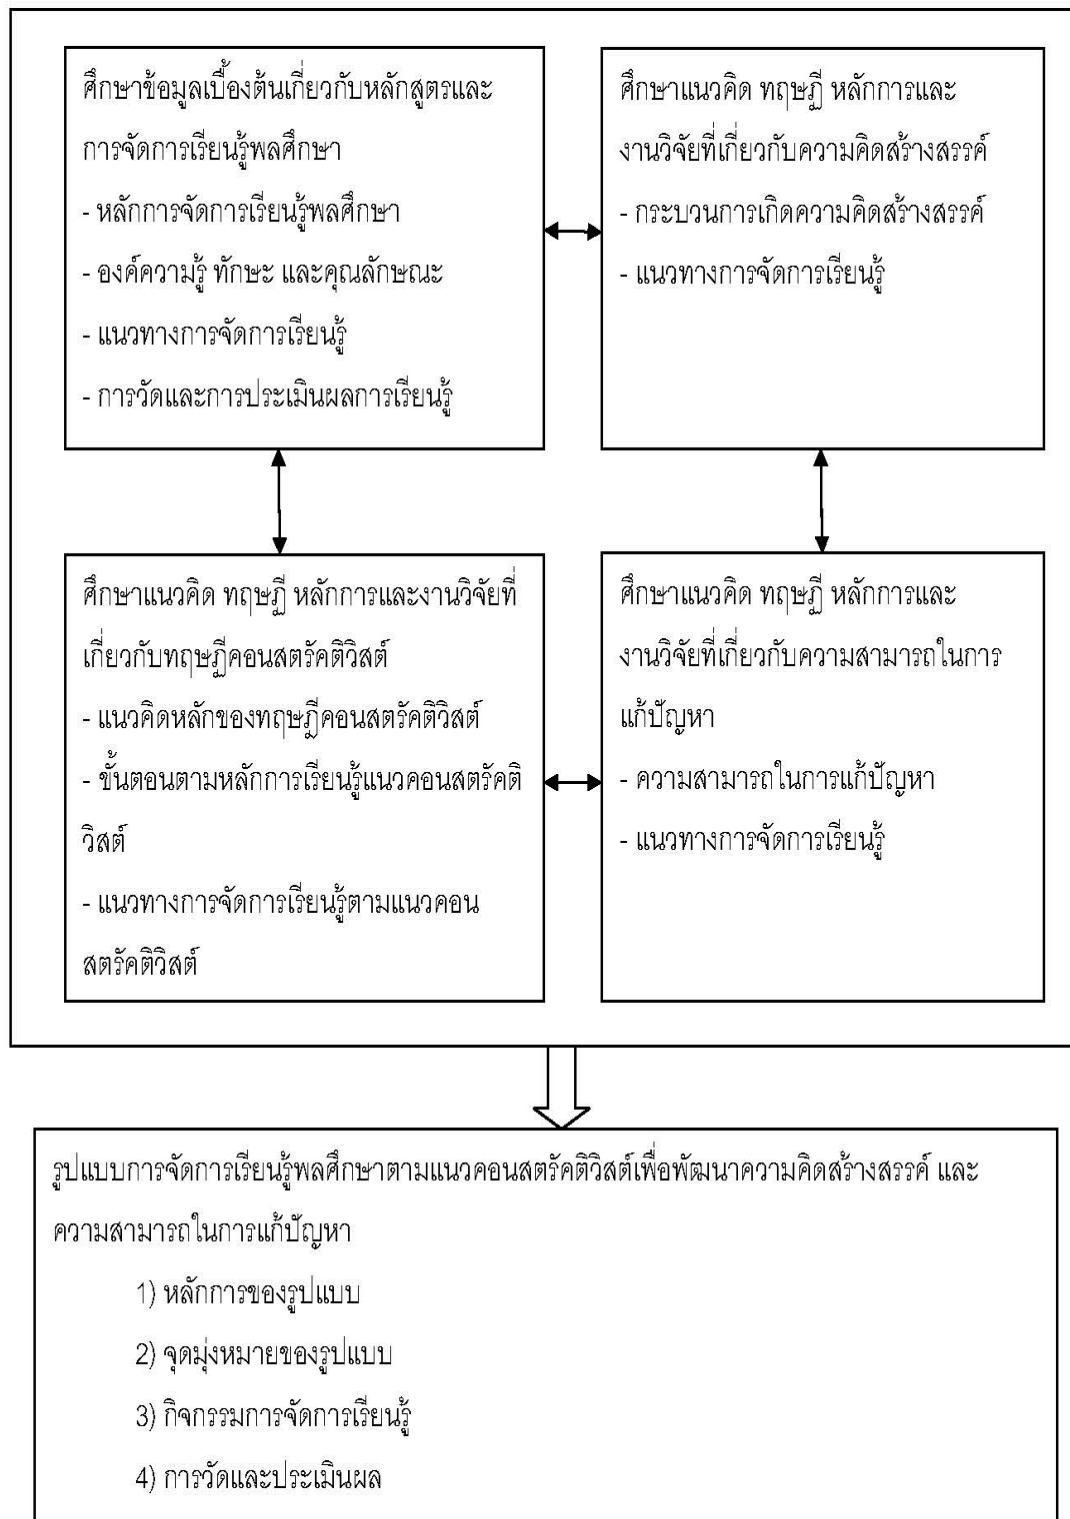 ศึกษาข้อมูลเบื้องต้นเกี่ยวกับหลักสูตรและ
การจัดการเรียนรู้พลศึกษา
- หลักการจัดการเรียนรู้พลศึกษา
- องค์ความรู้ ทักษะ และคุณลักษณะ
- แนวทางการจัดการเรียนรู้
- การวัดและการประเมินผลการเรียนรู้
ศึกษาแนวคิด ทฤษฎี หลักการและ
งานวิจัยที่เกี่ยวกับความคิดสร้างสรรค์
- กระบวนการเกิดความคิดสร้างสรรค์
- แนวทางการจัดการเรียนรู้
ศึกษาแนวคิด ทฤษฎี หลักการและงานวิจัยที่
เกี่ยวกับทฤษฎีคอนสตรัคติวิสต์
- แนวคิดหลักของทฤษฎีคอนสตรัคติวิสต์
- ขั้นตอนตามหลักการเรียนรู้แนวคอนสตรัคติ
วิสต์
- แนวทางการจัดการเรียนรู้ตามแนวคอน
สตรัคติวิสต์
ศึกษาแนวคิด ทฤษฎี หลักการและ
งานวิจัยที่เกี่ยวกับความสามารถในการ
แก้ปัญหา
- ความสามารถในการแก้ปัญหา
- แนวทางการจัดการเรียนรู้
รูปแบบการจัดการเรียนรู้พลศึกษาตามแนวคอนสตรัคติวิสต์เพื่อพัฒนาความคิดสร้างสรรค์ และ
ความสามารถในการแก้ปัญหา
1) หลักการของรูปแบบ
2) จุดมุ่งหมายของรูปแบบ
3) กิจกรรมการจัดการเรียนรู้
4) การวัดและประเมินผล